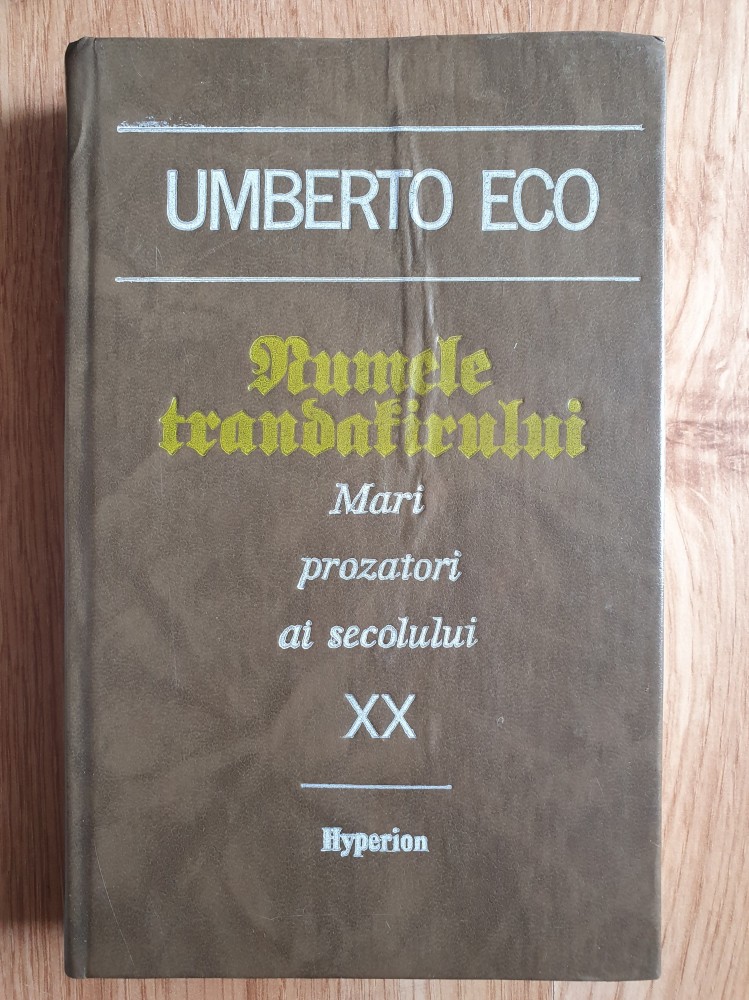 UMBERTO ECO
Numele
trandafirului
Mari
prozatori
ai secolului
XX
Hyperion